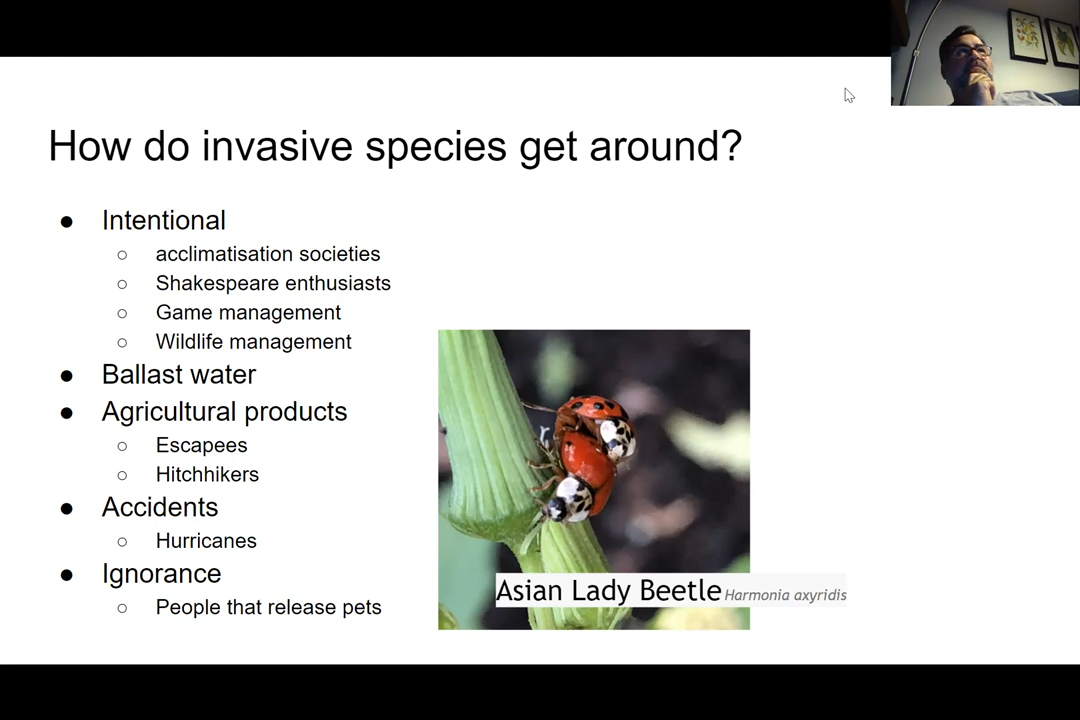 How do invasive species get around?
● Intentional
○ acclimatisation societies
○ Shakespeare enthusiasts
○ Game management
○ Wildlife management
● Ballast water
● Agricultural products
○ Escapees
○ Hitchhikers
● Accidents
○ Hurricanes
● Ignorance
○ People that release pets
Asian Lady Beetle Harmonia axyridis